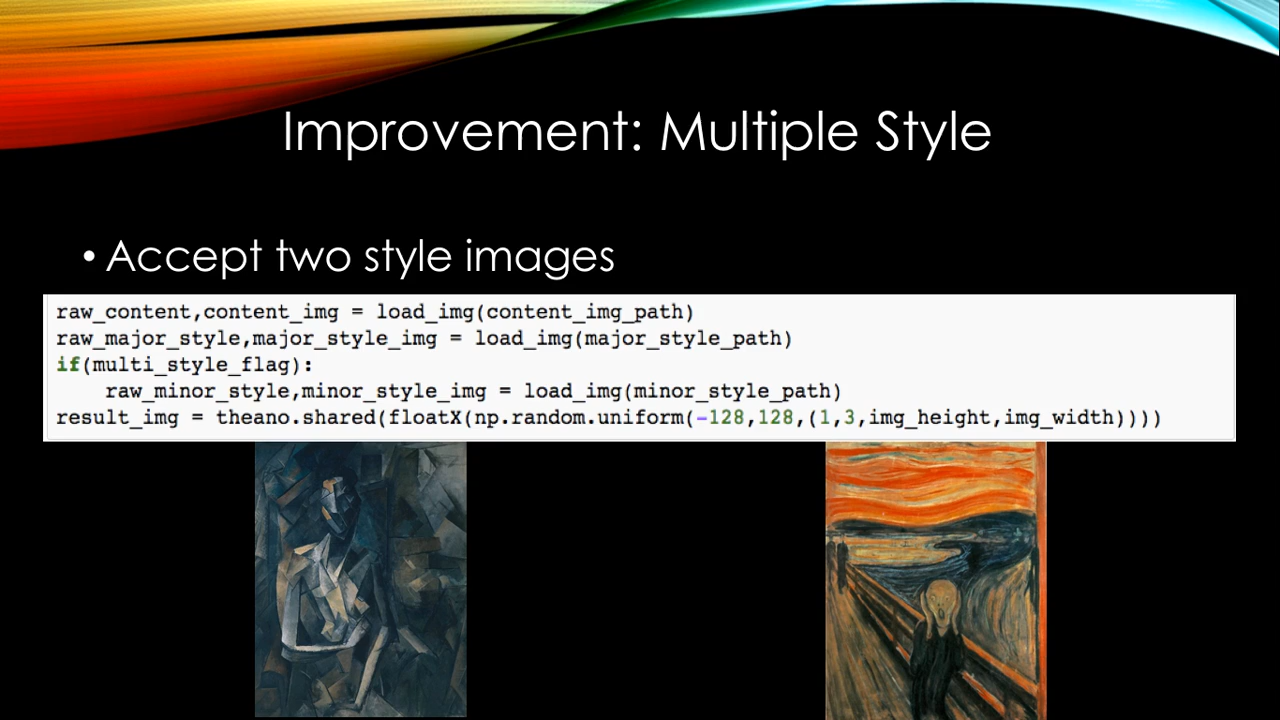 Improvement: Multiple Style
• Accept two style images
raw_content,content_img = load_img(content_img_path)
raw_major_style,major_style_img = load_img(major_style_path)
if(multi_style_flag):
    raw_minor_style,minor_style_img = load_img(minor_style_path)
result_img = theano.shared(floatX(np.random.uniform(-128,128,(1,3,img_height,img_width))))